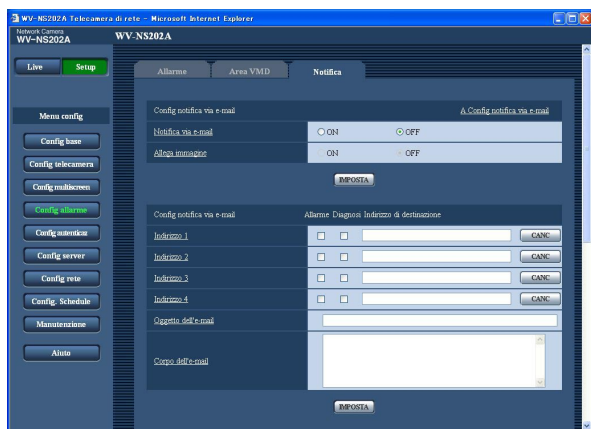 WV-NS202A Telecamera di rete - Microsoft Internet Explorer
Network Camera
WV-NS202A
WV-NS202A
Live
Setup
Allarme
Area VMD
Notifica
Menu config
Config base
Config telecamera
Config multiscreen
Config allarme
Config autenticaz
Config server
Config rete
Config. Schedule
Manutenzione
Aiuto
Config notifica via e-mail
A Config notifica via e-mail
Notifica via e-mail
ON
OFF
Allega immagine
ON
OFF
IMPOSTA
Config notifica via e-mail
Allarme Diagnosi Indirizzo di destinazione
Indirizzo 1
CANC
Indirizzo 2
CANC
Indirizzo 3
CANC
Indirizzo 4
CANC
Oggetto dell'e-mail
Corpo dell'e-mail
IMPOSTA